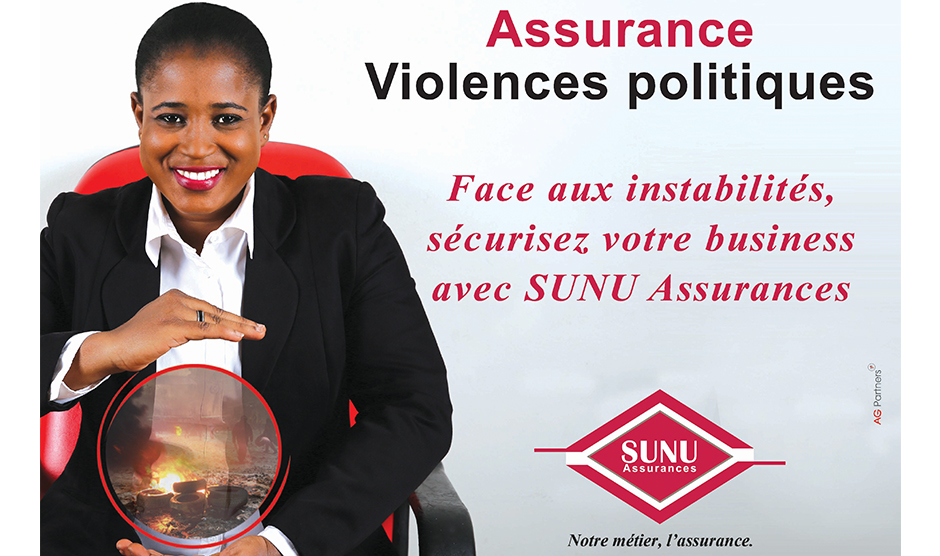 Assurance
Violences politiques
Face aux instabilités,
sécurisez votre business
avec SUNU Assurances
AG Partners
SUNU
Assurances
Notre métier, l'assurance.